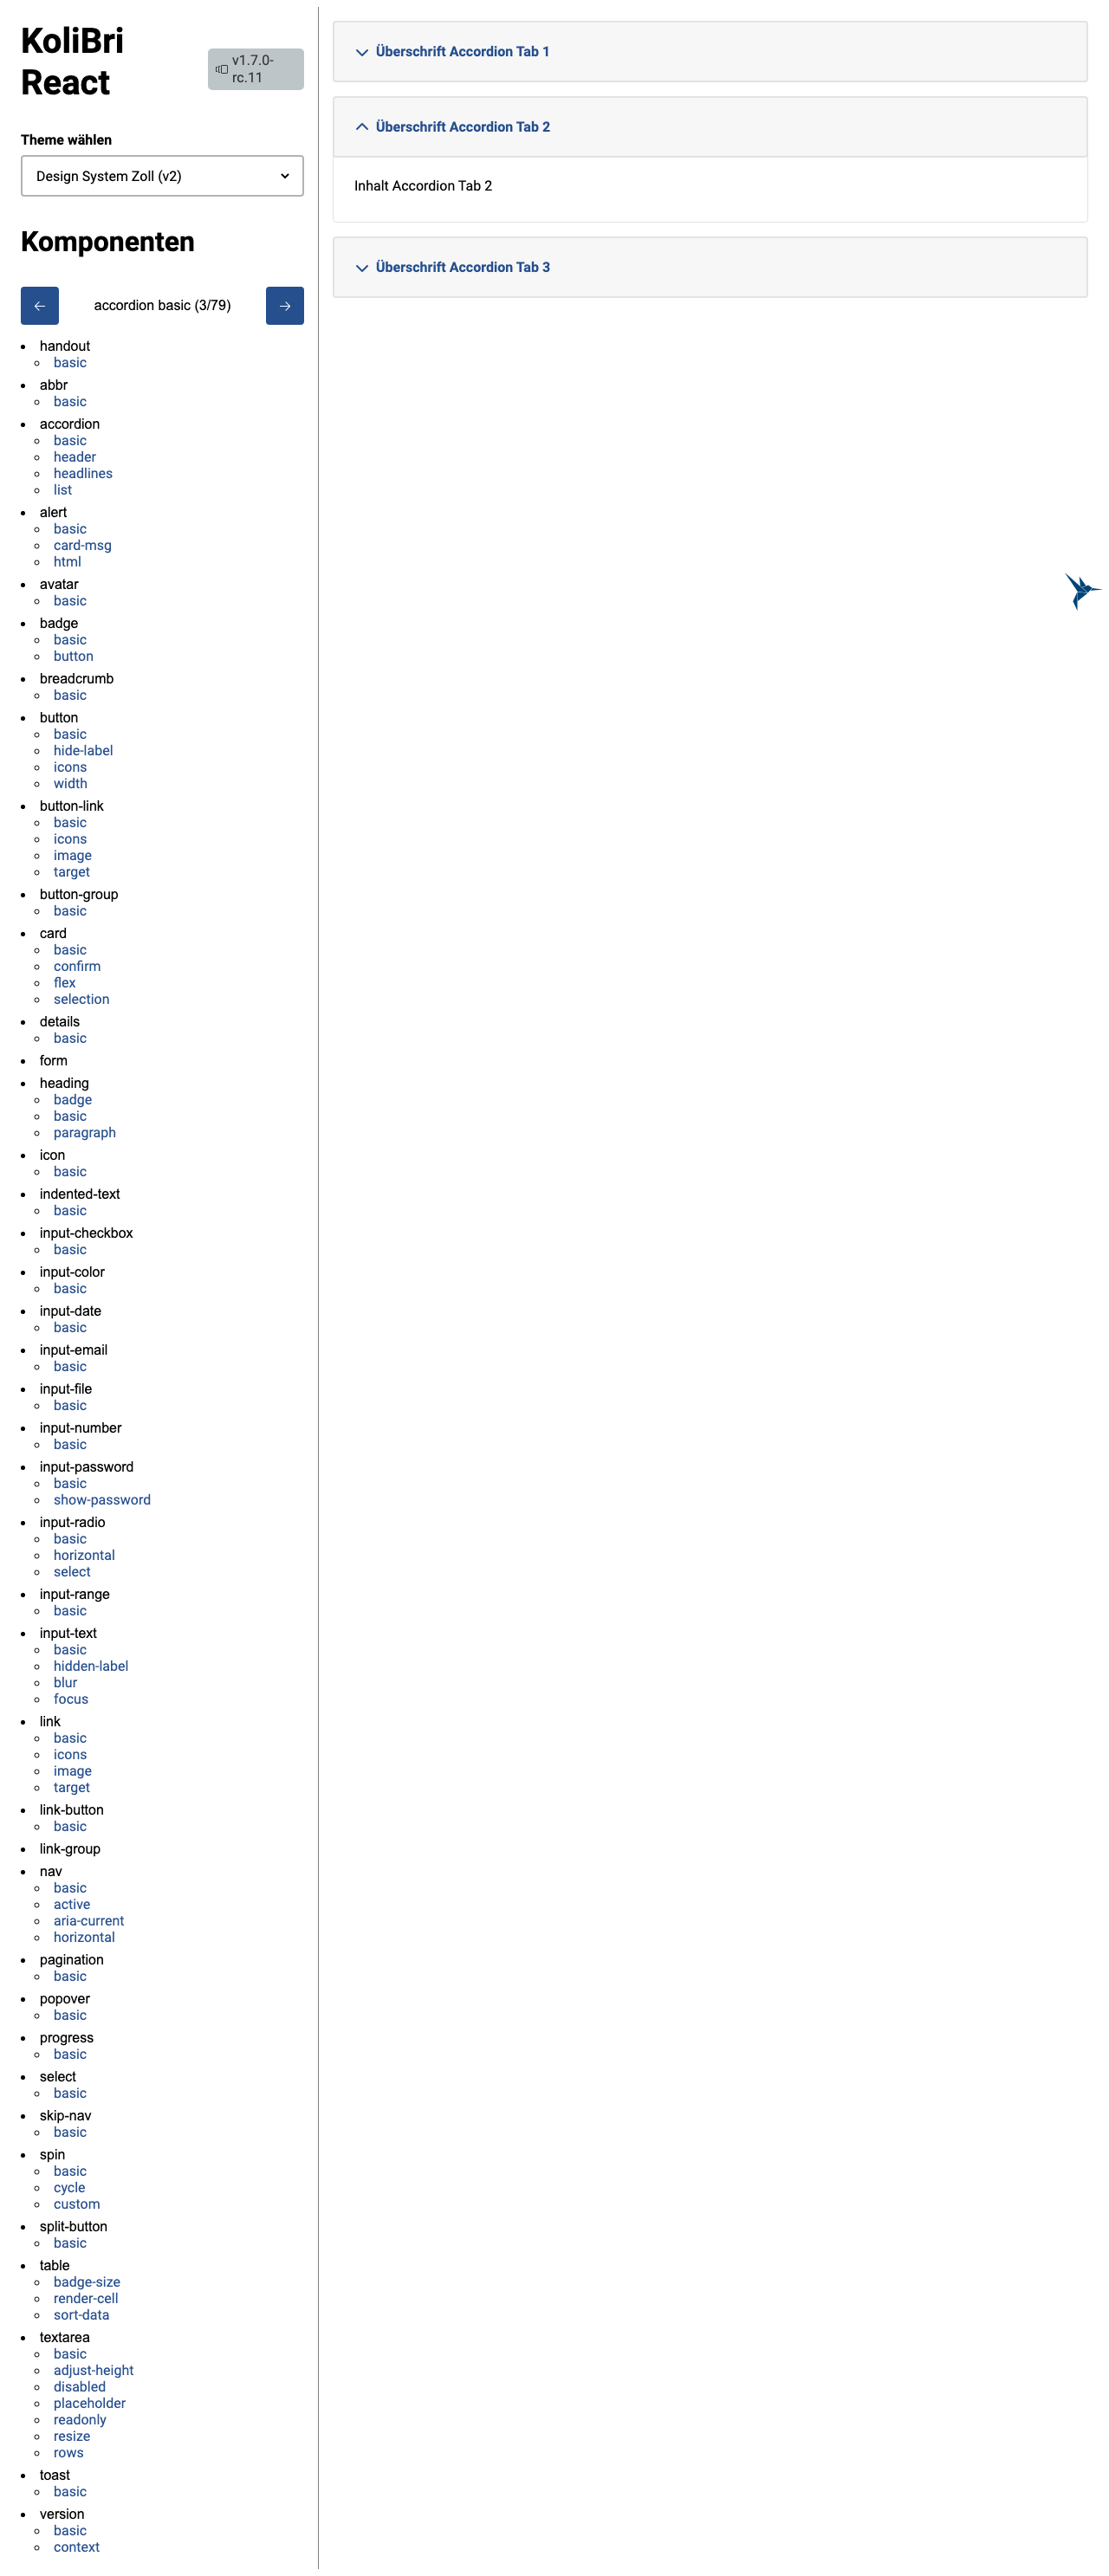 KoliBri
React
v1.7.0-
rc.11
Theme wählen
Design System Zoll (v2)
Komponenten
accordion basic (3/79)
handout
basic
abbr
basic
accordion
basic
header
headlines
list
alert
basic
card-msg
html
avatar
basic
badge
basic
button
breadcrumb
basic
button
basic
hide-label
icons
width
button-link
basic
icons
image
target
button-group
basic
card
basic
confirm
flex
selection
details
basic
form
heading
badge
basic
paragraph
icon
basic
indented-text
basic
input-checkbox
basic
input-color
basic
input-date
basic
input-email
basic
input-file
basic
input-number
basic
input-password
basic
show-password
input-radio
basic
horizontal
select
input-range
basic
input-text
basic
hidden-label
blur
focus
link
basic
icons
image
target
link-button
basic
link-group
nav
basic
active
aria-current
horizontal
pagination
basic
popover
basic
progress
basic
select
basic
skip-nav
basic
spin
basic
cycle
custom
split-button
basic
table
badge-size
render-cell
sort-data
textarea
basic
adjust-height
disabled
placeholder
readonly
resize
rows
toast
basic
version
basic
context
Überschrift Accordion Tab 1
Überschrift Accordion Tab 2
Inhalt Accordion Tab 2
Überschrift Accordion Tab 3